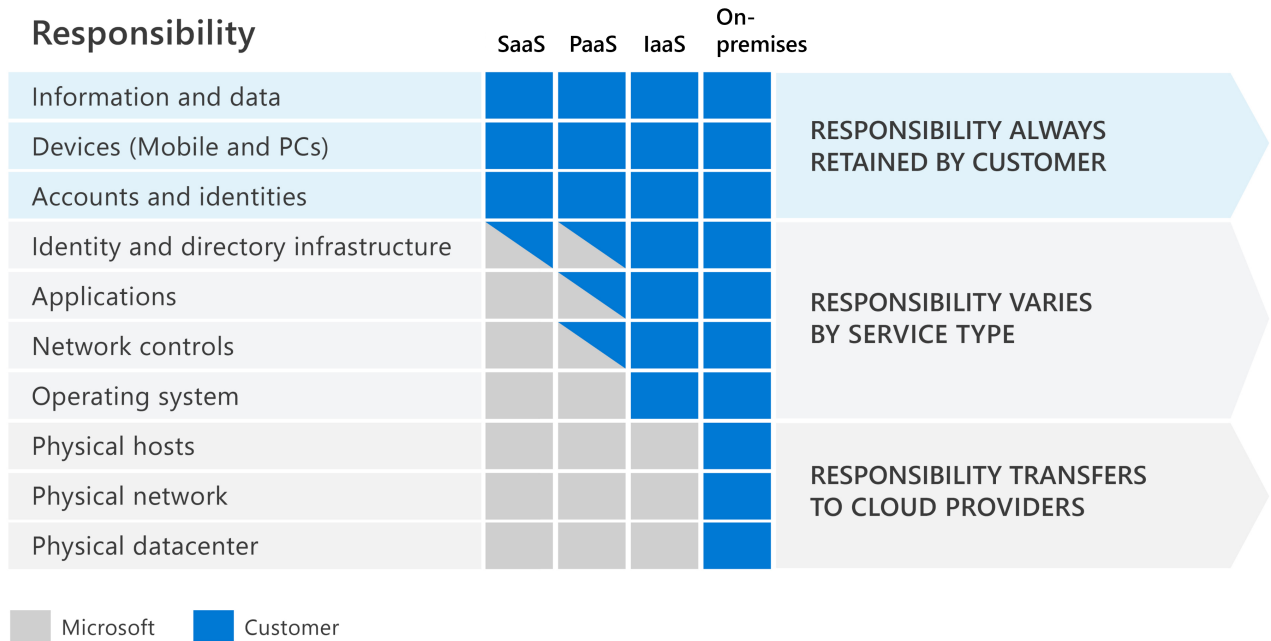 Responsibility
SaaS PaaS IaaS On-
premises
Information and data
Devices (Mobile and PCs)
Accounts and identities
RESPONSIBILITY ALWAYS
RETAINED BY CUSTOMER
Identity and directory infrastructure
Applications
Network controls
Operating system
RESPONSIBILITY VARIES
BY SERVICE TYPE
Physical hosts
Physical network
Physical datacenter
RESPONSIBILITY TRANSFERS
TO CLOUD PROVIDERS
Microsoft
Customer